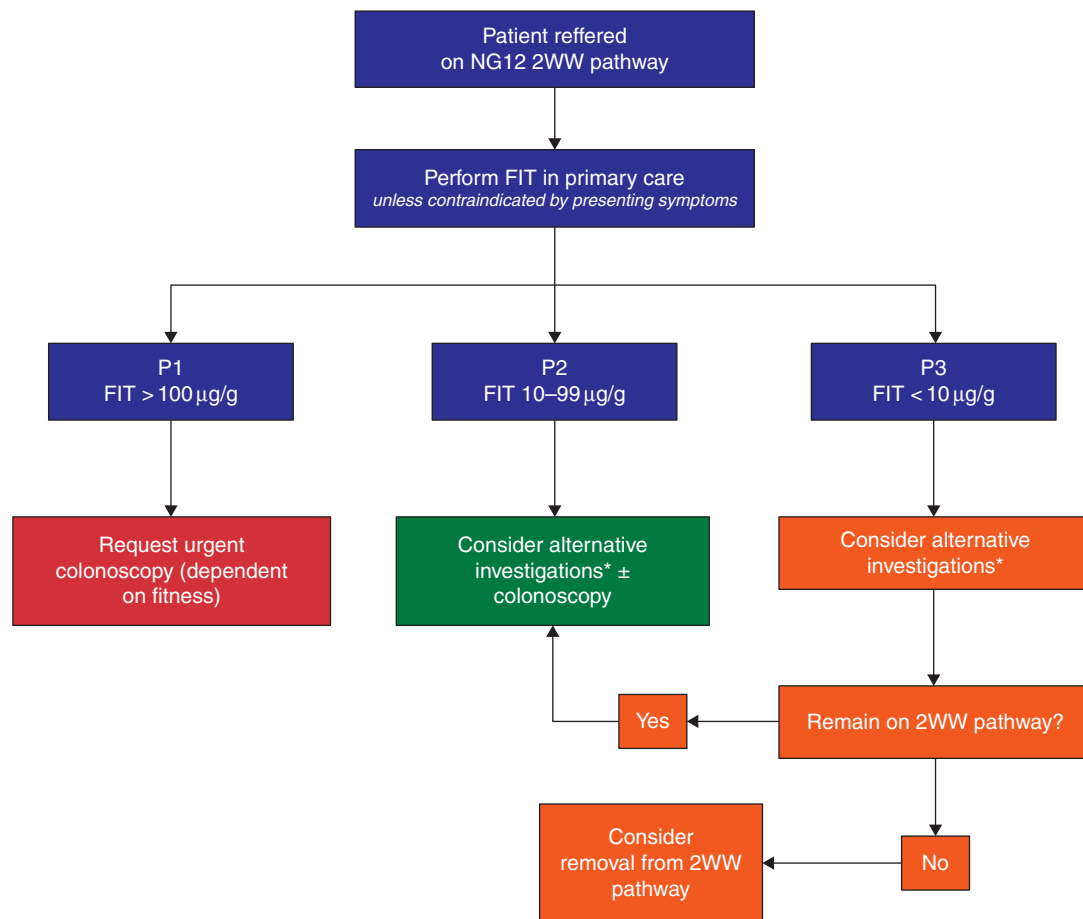 Patient reffered
on NG12 2WW pathway
Perform FIT in primary care
unless contraindicated by presenting symptoms
P1
FIT > 100 µg/g
P2
FIT 10–99 µg/g
P3
FIT < 10 µg/g
Request urgent
colonoscopy (dependent
on fitness)
Consider alternative
investigations* ±
colonoscopy
Consider alternative
investigations*
Yes
Remain on 2WW pathway?
Consider
removal from 2WW
pathway
No